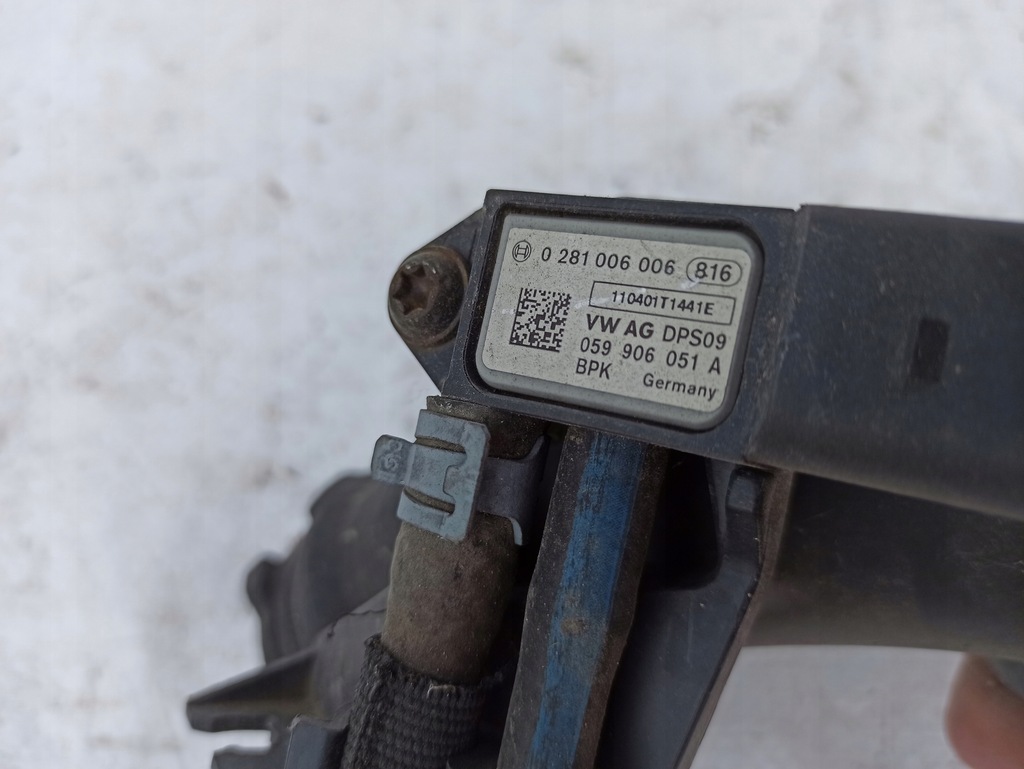 0 281 006 006 816
110401T1441E
VW AG DPS09
059 906 051 A
BPK Germany